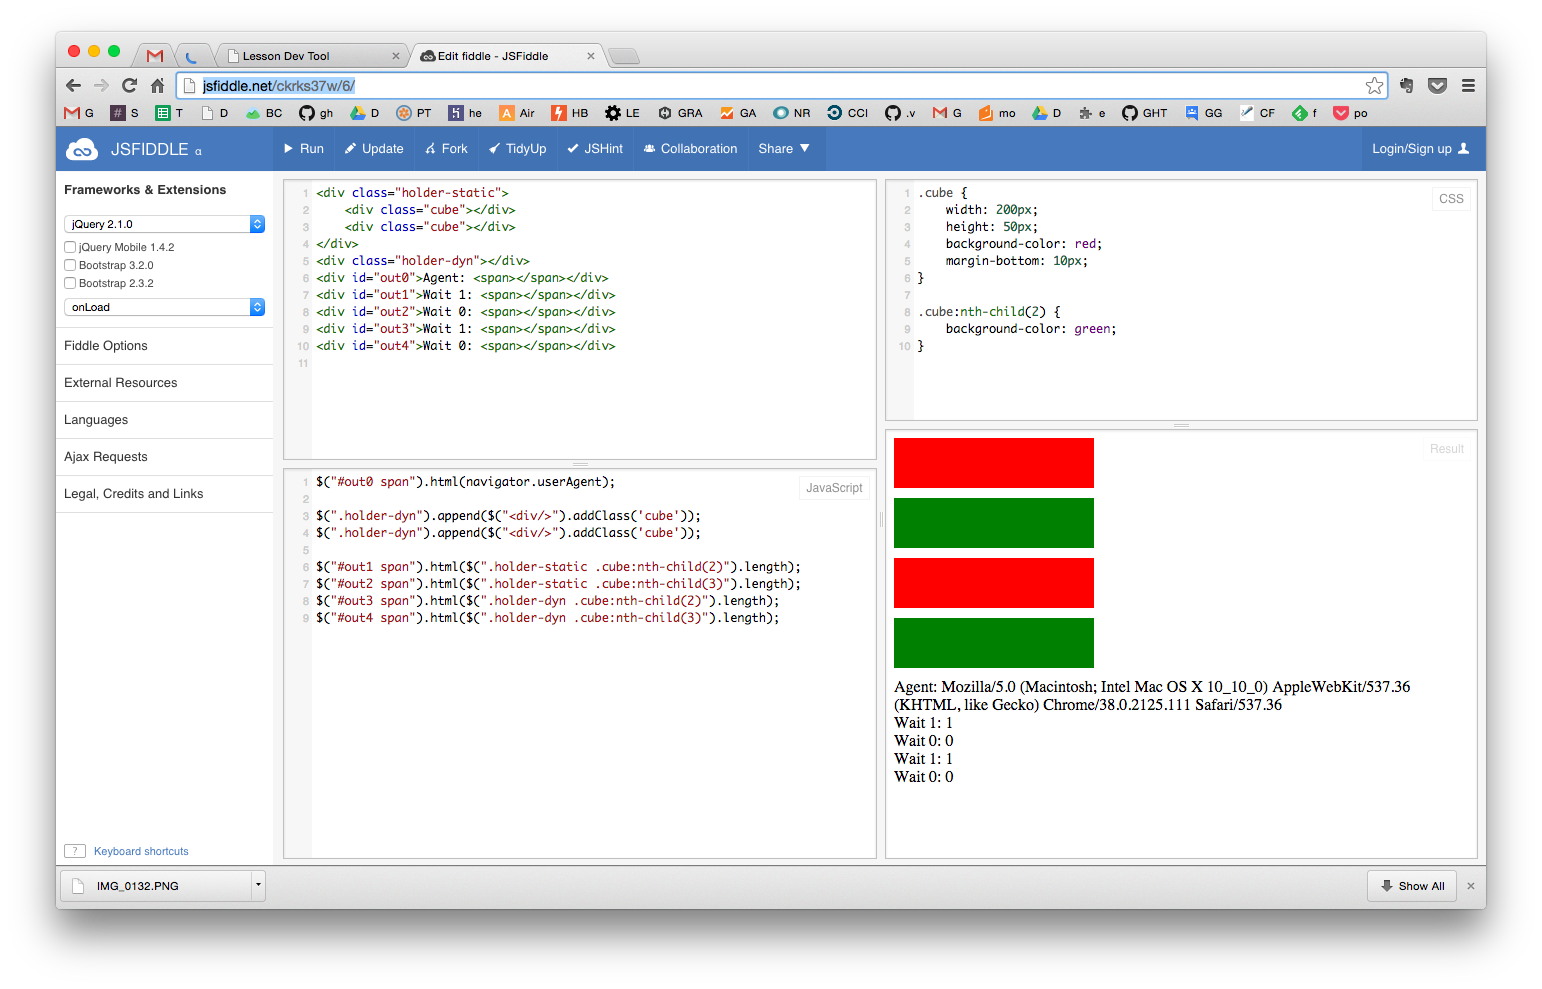 Lesson Dev Tool
Edit fiddle - JSFiddle
jsfiddle.net/ckrks37w/6/
G S T D BC gh D PT he Air HB LE GRA GA NR CCI .v G mo D e GHT GG CF f po
JSFIDDLE α
Run Update Fork TidyUp JSHint Collaboration Share ▼ Login/Sign up
Frameworks & Extensions
jQuery 2.1.0
jQuery Mobile 1.4.2
Bootstrap 3.2.0
Bootstrap 2.3.2
onLoad
Fiddle Options
External Resources
Languages
Ajax Requests
Legal, Credits and Links
? Keyboard shortcuts
1 <div class="holder-static">
2     <div class="cube"></div>
3     <div class="cube"></div>
4 </div>
5 <div class="holder-dyn"></div>
6 <div id="out0">Agent: <span></span></div>
7 <div id="out1">Wait 1: <span></span></div>
8 <div id="out2">Wait 0: <span></span></div>
9 <div id="out3">Wait 1: <span></span></div>
10 <div id="out4">Wait 0: <span></span></div>
11
CSS
1 .cube {
2     width: 200px;
3     height: 50px;
4     background-color: red;
5     margin-bottom: 10px;
6 }
7
8 .cube:nth-child(2) {
9     background-color: green;
10 }
JavaScript
1 $("#out0 span").html(navigator.userAgent);
2
3 $(".holder-dyn").append($("<div/>").addClass('cube'));
4 $(".holder-dyn").append($("<div/>").addClass('cube'));
5
6 $("#out1 span").html($(".holder-static .cube:nth-child(2)").length);
7 $("#out2 span").html($(".holder-static .cube:nth-child(3)").length);
8 $("#out3 span").html($(".holder-dyn .cube:nth-child(2)").length);
9 $("#out4 span").html($(".holder-dyn .cube:nth-child(3)").length);
Result
Agent: Mozilla/5.0 (Macintosh; Intel Mac OS X 10_10_0) AppleWebKit/537.36
(KHTML, like Gecko) Chrome/38.0.2125.111 Safari/537.36
Wait 1: 1
Wait 0: 0
Wait 1: 1
Wait 0: 0
IMG_0132.PNG
Show All